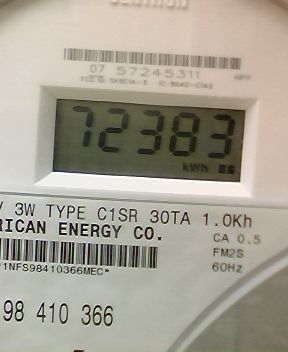 07 57245311
72383
kWh
3W TYPE C1SR 30TA 1.0Kh
RICAN ENERGY CO.
CA 0.5
FM2S
60Hz
1NFS98410366MEC*
98 410 366